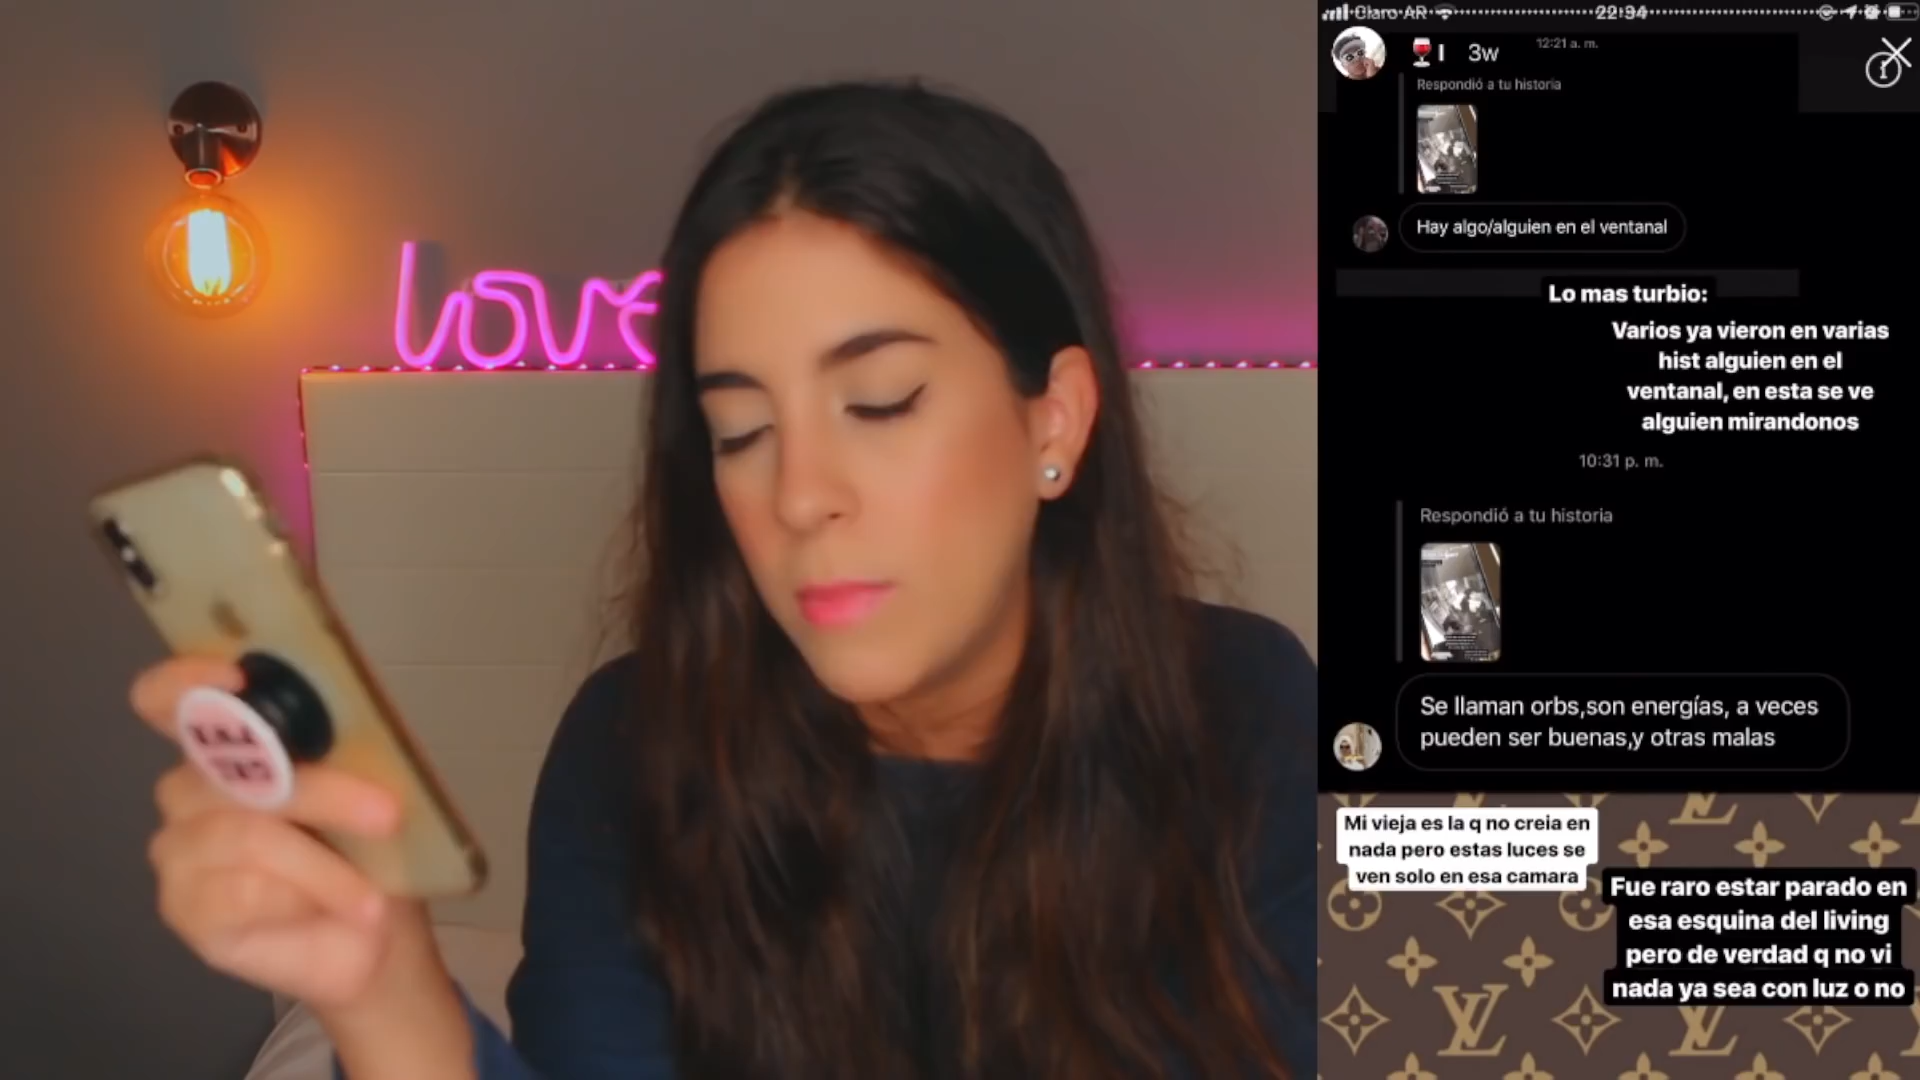 love
Claro AR
22:34
I 3w
12:21 a. m.
Respondió a tu historia
Hay algo/alguien en el ventanal
Lo mas turbio:
Varios ya vieron en varias
hist alguien en el
ventanal, en esta se ve
alguien mirandonos
10:31 p. m.
Respondió a tu historia
Se llaman orbs,son energías, a veces
pueden ser buenas,y otras malas
Mi vieja es la q no creia en
nada pero estas luces se
ven solo en esa camara
Fue raro estar parado en
esa esquina del living
pero de verdad q no vi
nada ya sea con luz o no